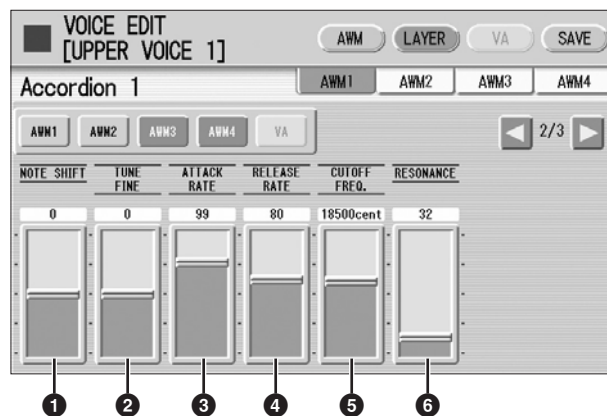 VOICE EDIT
[UPPER VOICE 1]
AWM LAYER VA SAVE
Accordion 1
AWM1 AWM2 AWM3 AWM4
AWM1 AWM2 AWM3 AWM4 VA
2/3
NOTE SHIFT TUNE FINE ATTACK RATE RELEASE RATE CUTOFF FREQ. RESONANCE
0 0 99 80 18500cent 32
1 2 3 4 5 6